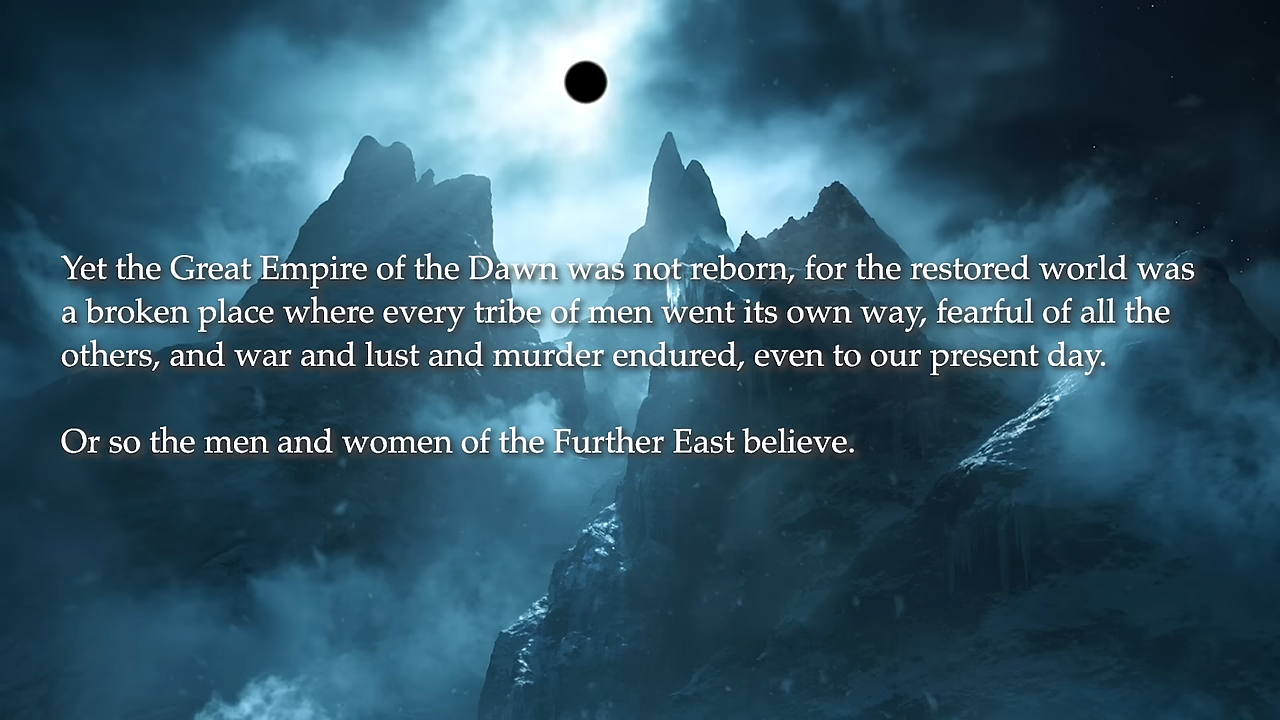 Yet the Great Empire of the Dawn was not reborn, for the restored world was
a broken place where every tribe of men went its own way, fearful of all the
others, and war and lust and murder endured, even to our present day.
Or so the men and women of the Further East believe.